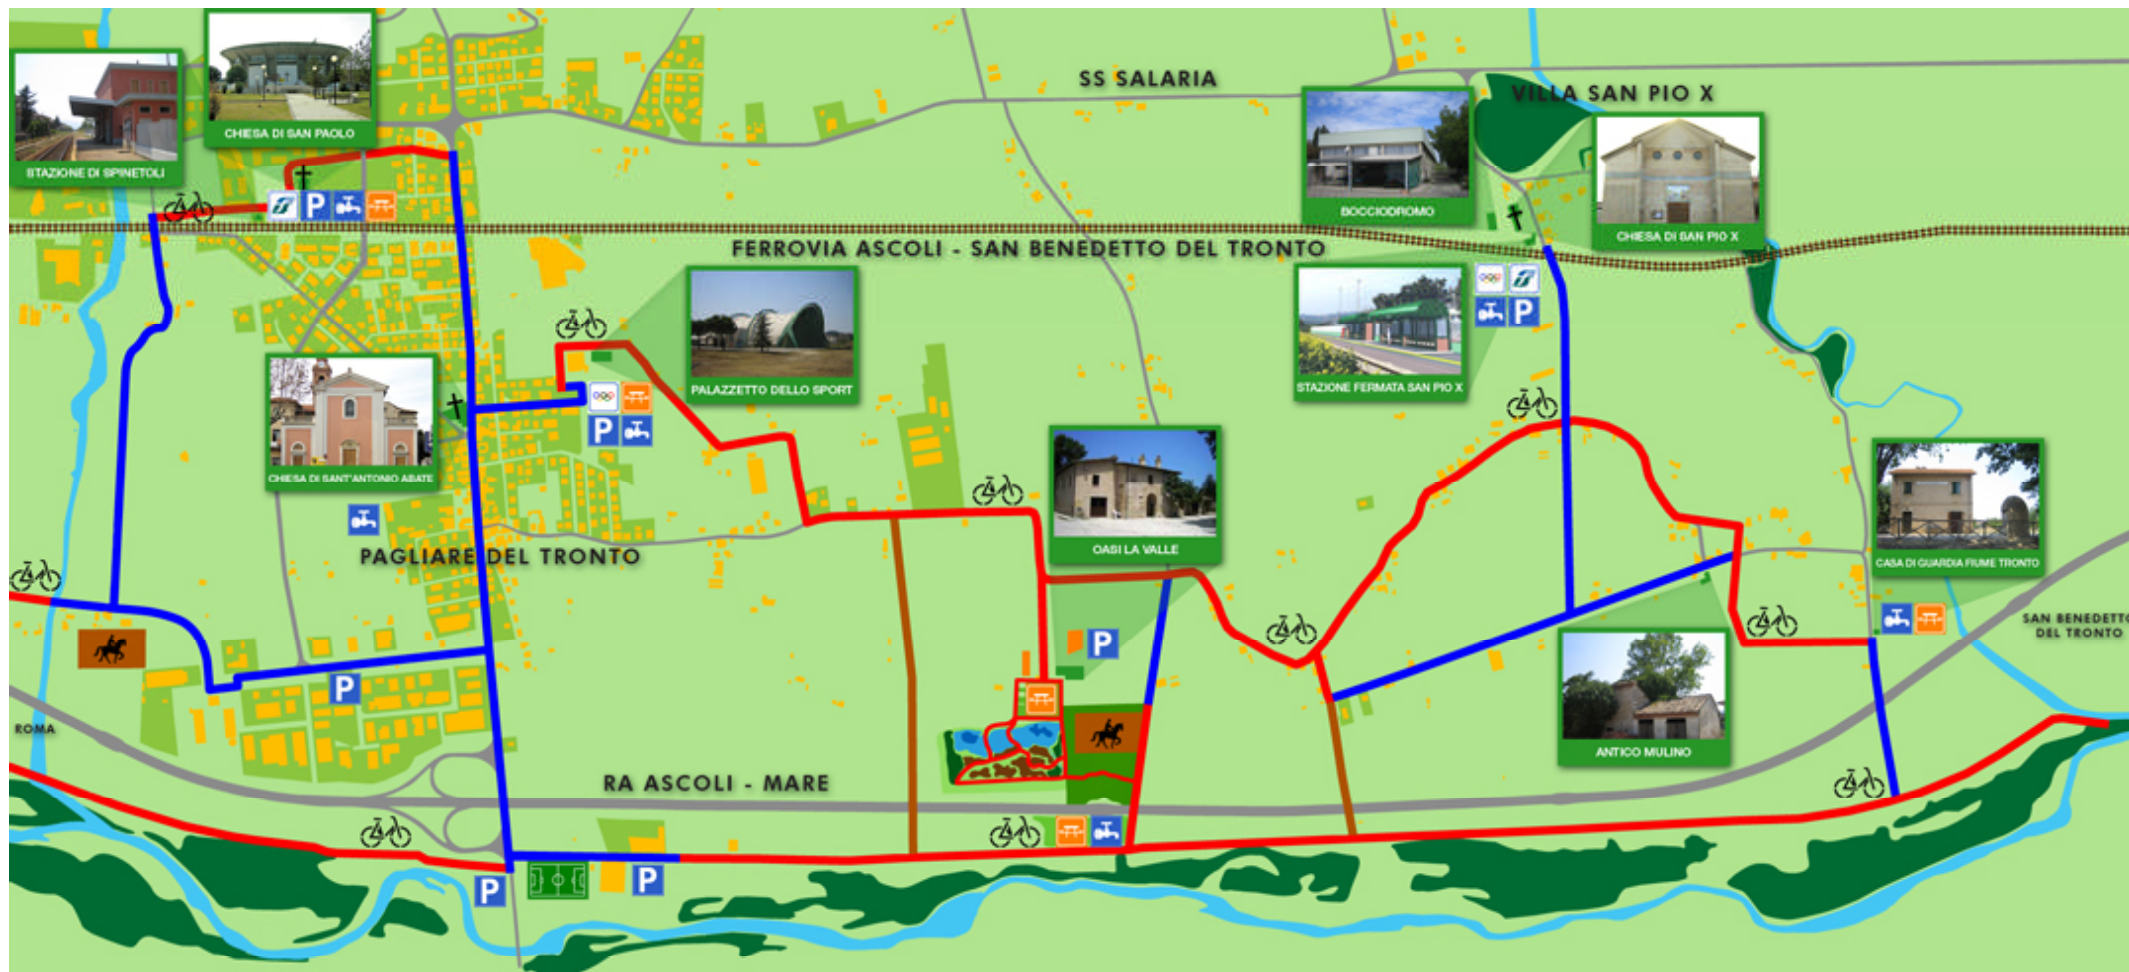 CHIESA DI SAN PAOLO
STAZIONE DI SPINETOLI
SS SALARIA
VILLA SAN PIO X
BOCCIODROMO
CHIESA DI SAN PIO X
FERROVIA ASCOLI - SAN BENEDETTO DEL TRONTO
PALAZZETTO DELLO SPORT
STAZIONE FERMATA SAN PIO X
CHIESA DI SANT'ANTONIO ABATE
OASI LA VALLE
CASA DI GUARDIA FIUME TRONTO
PAGLIARE DEL TRONTO
SAN BENEDETTO
DEL TRONTO
ANTICO MULINO
ROMA
RA ASCOLI - MARE
P
P
P
P
P
P
P